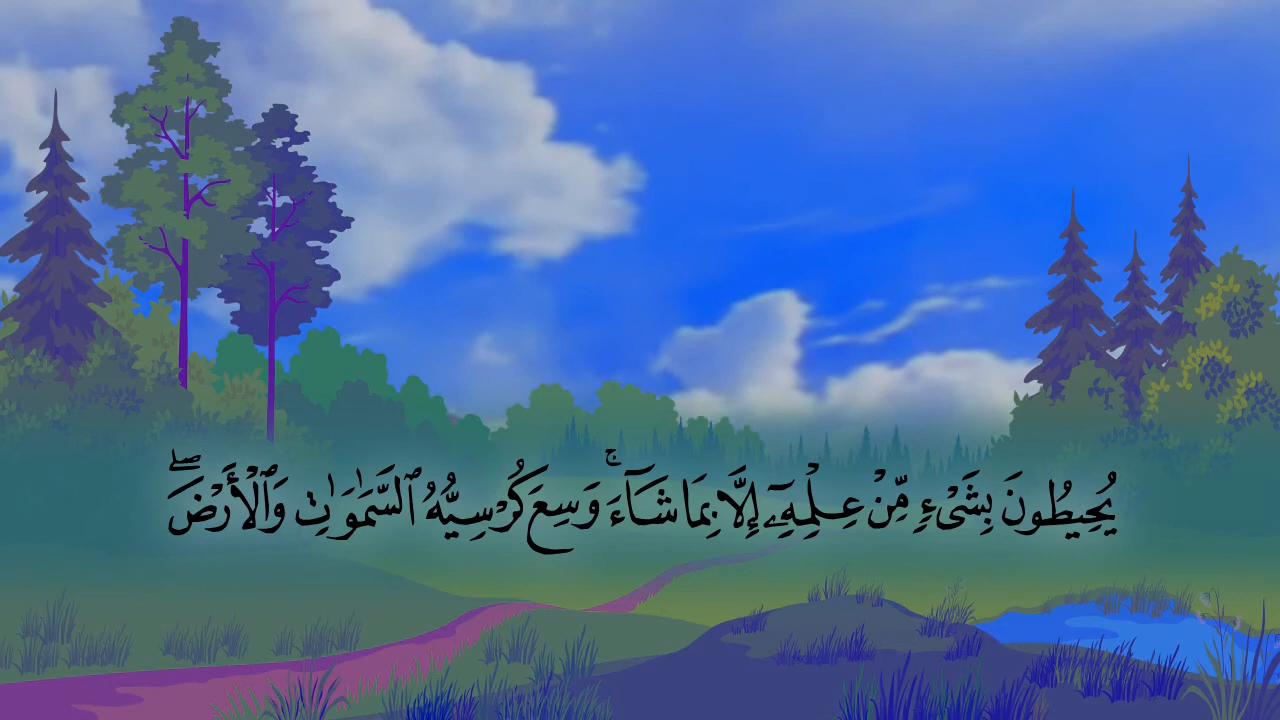 يُحِيطُونَ بِشَىْءٍ مِّنْ عِلْمِهِۦٓ إِلَّا بِمَا شَآءَ ۚ وَسِعَ كُرْسِيُّهُ ٱلسَّمَـٰوَٰتِ وَٱلْأَرْضَ ۖ